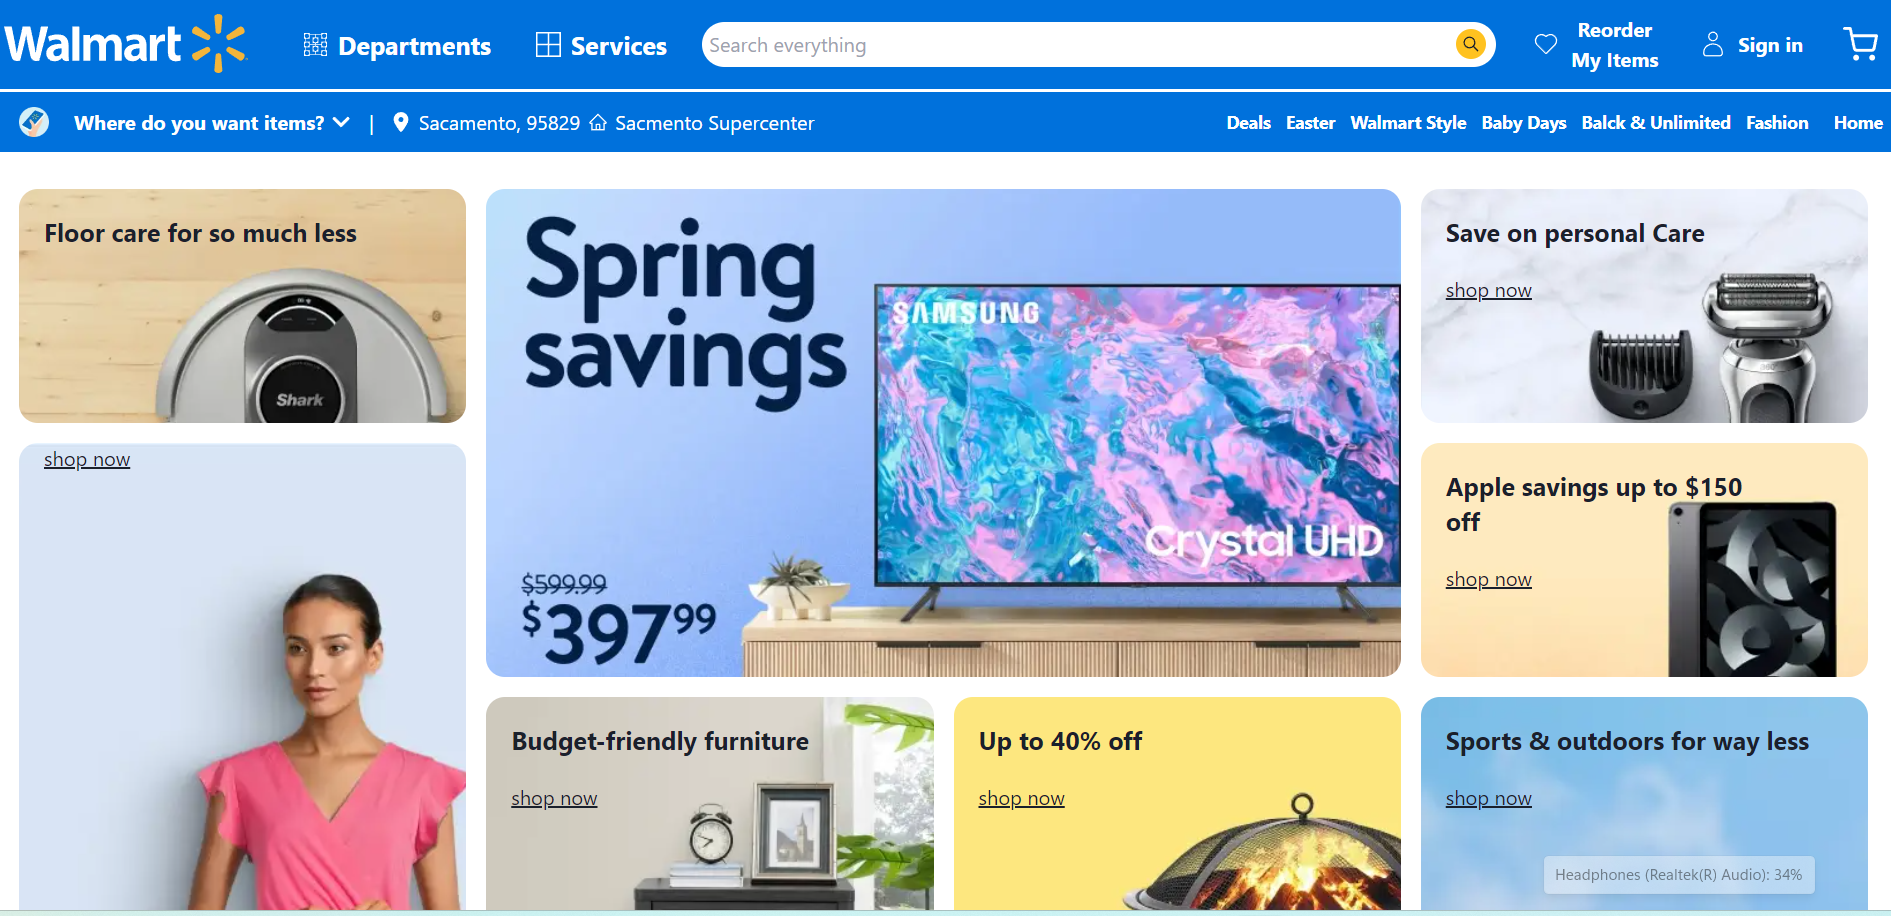 Walmart
Departments
Services
Search everything
Reorder
My Items
Sign in
Where do you want items?
|
Sacamento, 95829
Sacmento Supercenter
Deals
Easter
Walmart Style
Baby Days
Balck & Unlimited
Fashion
Home
Floor care for so much less
Shark
shop now
Spring
savings
SAMSUNG
Crystal UHD
$599.99
$397.99
Save on personal Care
shop now
Apple savings up to $150
off
shop now
Budget-friendly furniture
shop now
Up to 40% off
shop now
Sports & outdoors for way less
shop now
Headphones (Realtek(R) Audio): 34%